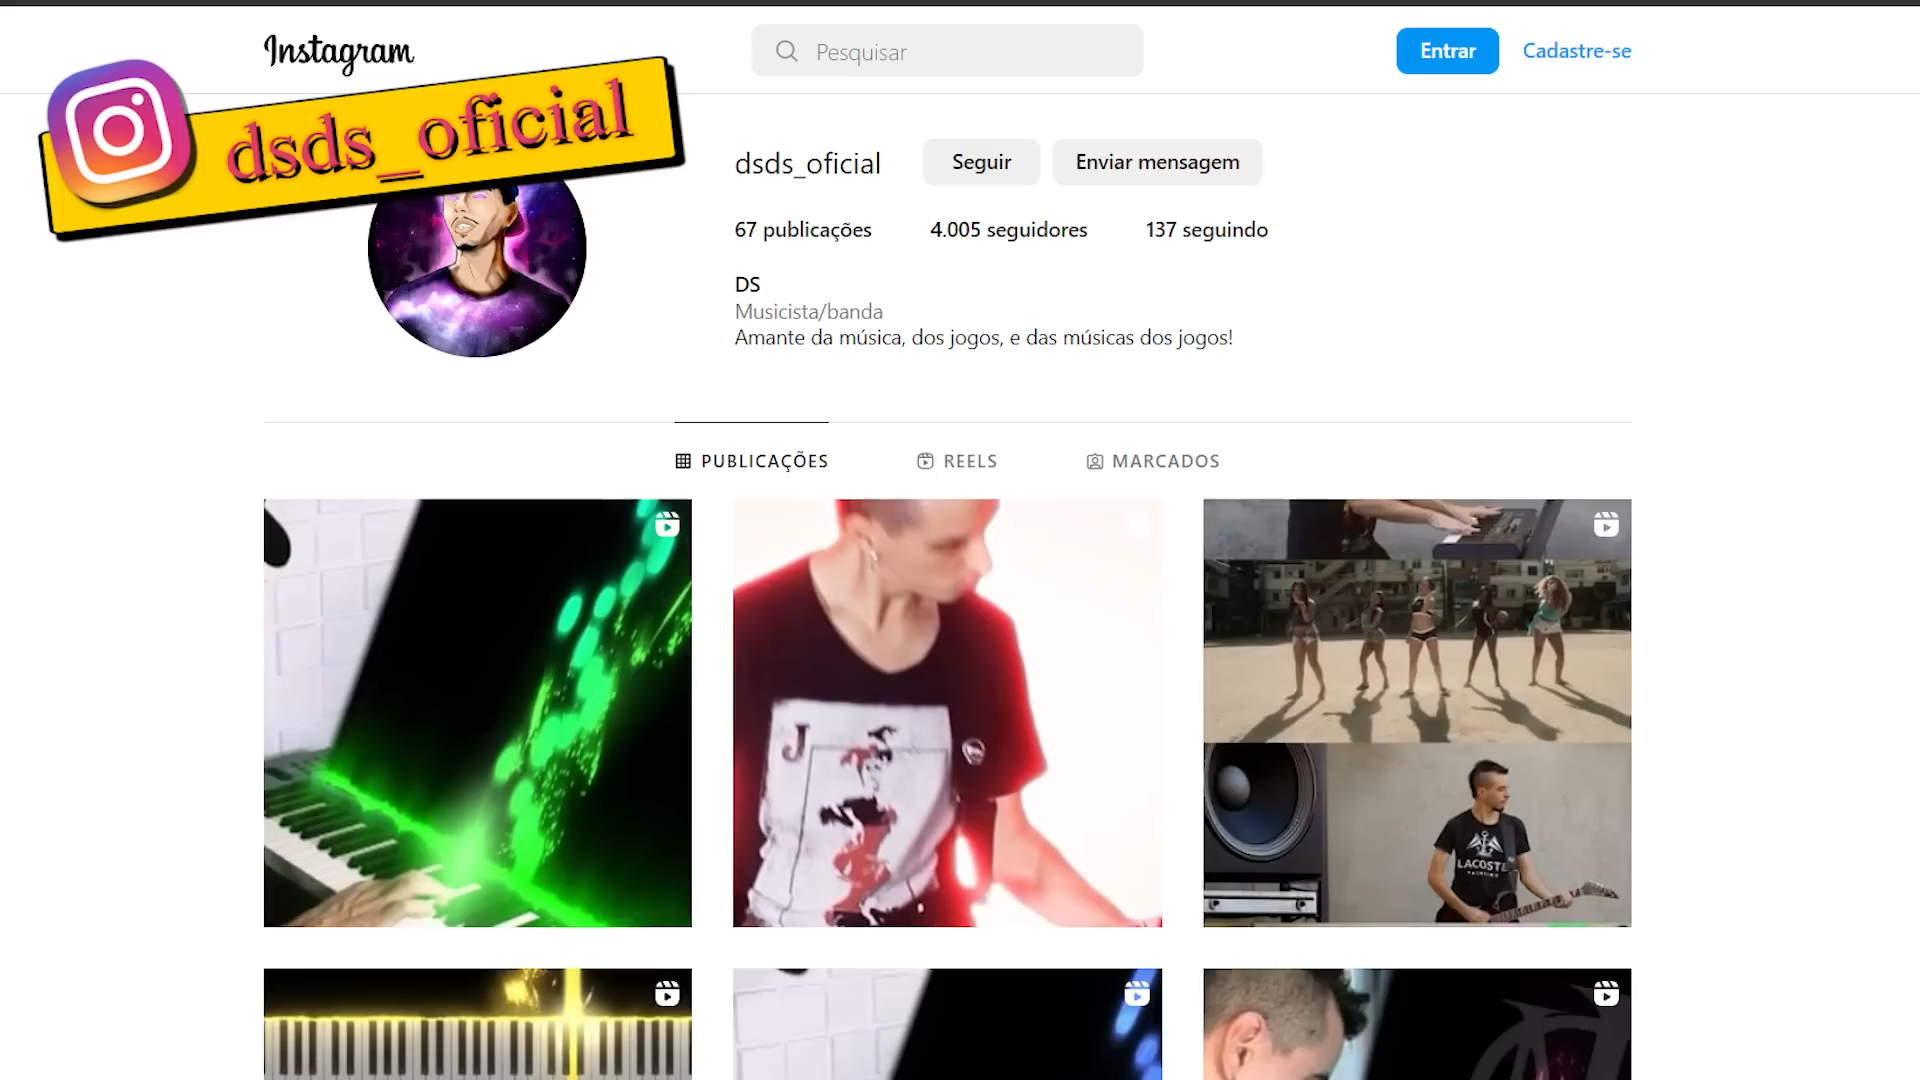 Instagram
Pesquisar
Entrar
Cadastre-se
dsds_oficial
dsds_oficial
Seguir
Enviar mensagem
67 publicações
4.005 seguidores
137 seguindo
DS
Musicista/banda
Amante da música, dos jogos, e das músicas dos jogos!
PUBLICAÇÕES
REELS
MARCADOS
J
LACOSTE